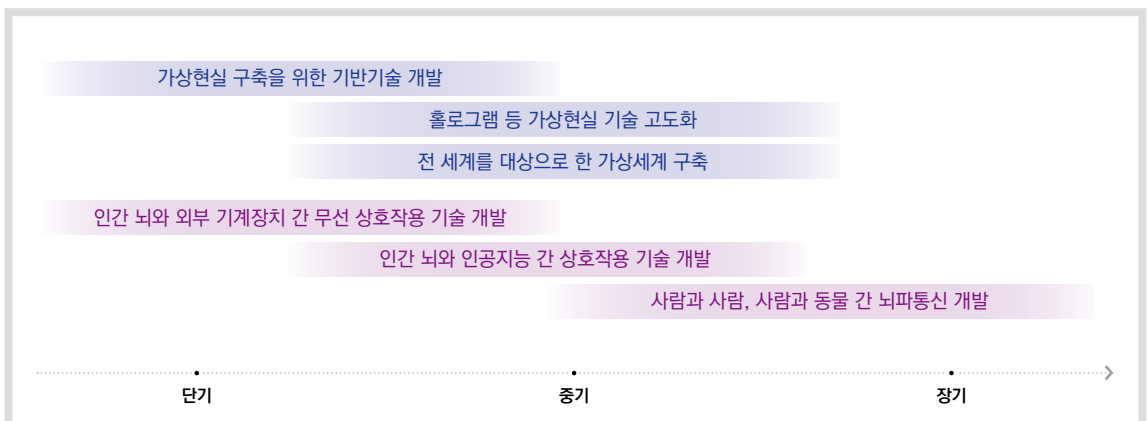 가상현실 구축을 위한 기반기술 개발
홀로그램 등 가상현실 기술 고도화
전 세계를 대상으로 한 가상세계 구축
인간 뇌와 외부 기계장치 간 무선 상호작용 기술 개발
인간 뇌와 인공지능 간 상호작용 기술 개발
사람과 사람, 사람과 동물 간 뇌파통신 개발
단기 중기 장기